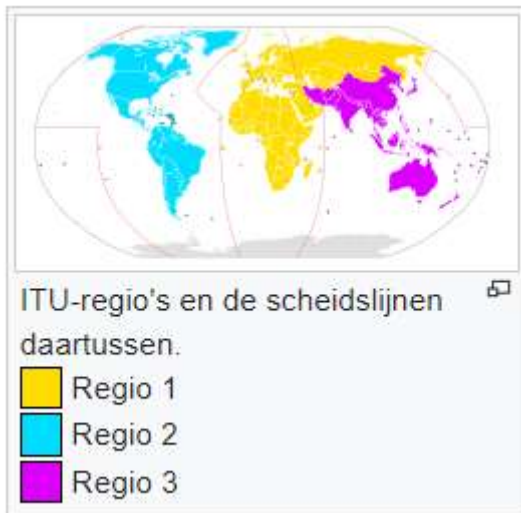 ITU-regio's en de scheidslijnen
daartussen.
Regio 1
Regio 2
Regio 3